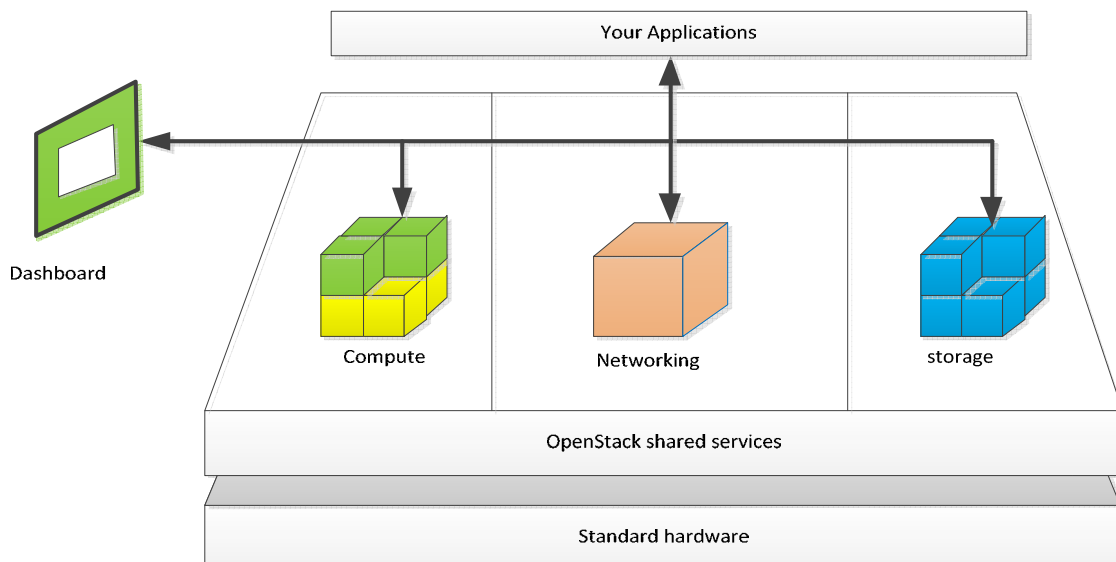 Your Applications
Dashboard
Compute
Networking
storage
OpenStack shared services
Standard hardware